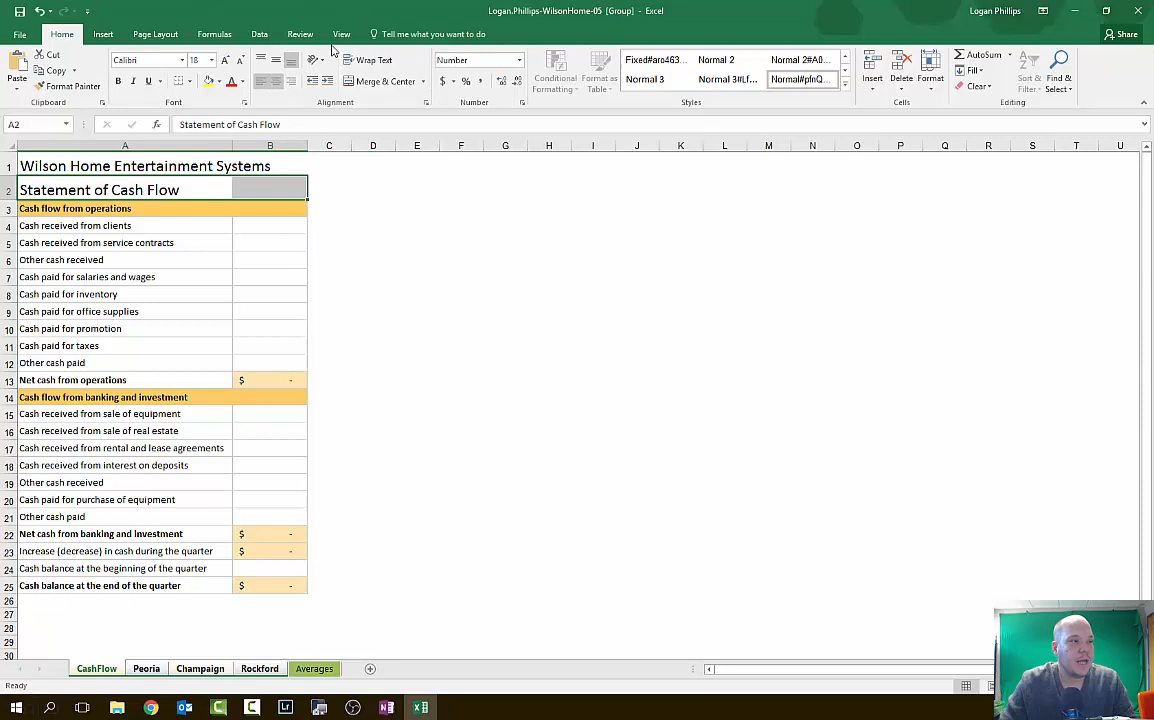 Logan.Phillips-WilsonHome-05 [Group] - Excel
Logan Phillips
File Home Insert Page Layout Formulas Data Review View Tell me what you want to do Share
Paste Cut Copy Format Painter Clipboard
Calibri 18 A A B I U A Font
Wrap Text Merge & Center Alignment
Number $ % , Number
Conditional Formatting Format as Table
Fixed#aro463... Normal 2 Normal 2#A0...
Normal 3 Normal 3#Lf... Normal#pfnQ...
Styles
Insert Delete Format Cells
AutoSum Fill Clear Sort & Filter Find & Select Editing
A2 fx Statement of Cash Flow
A B C D E F G H I J K L M N O P Q R S T U
1 Wilson Home Entertainment Systems
2 Statement of Cash Flow
3 Cash flow from operations
4 Cash received from clients
5 Cash received from service contracts
6 Other cash received
7 Cash paid for salaries and wages
8 Cash paid for inventory
9 Cash paid for office supplies
10 Cash paid for promotion
11 Cash paid for taxes
12 Other cash paid
13 Net cash from operations $ -
14 Cash flow from banking and investment
15 Cash received from sale of equipment
16 Cash received from sale of real estate
17 Cash received from rental and lease agreements
18 Cash received from interest on deposits
19 Other cash received
20 Cash paid for purchase of equipment
21 Other cash paid
22 Net cash from banking and investment $ -
23 Increase (decrease) in cash during the quarter $ -
24 Cash balance at the beginning of the quarter
25 Cash balance at the end of the quarter $ -
26
27
28
29
30
CashFlow Peoria Champaign Rockford Averages
Ready